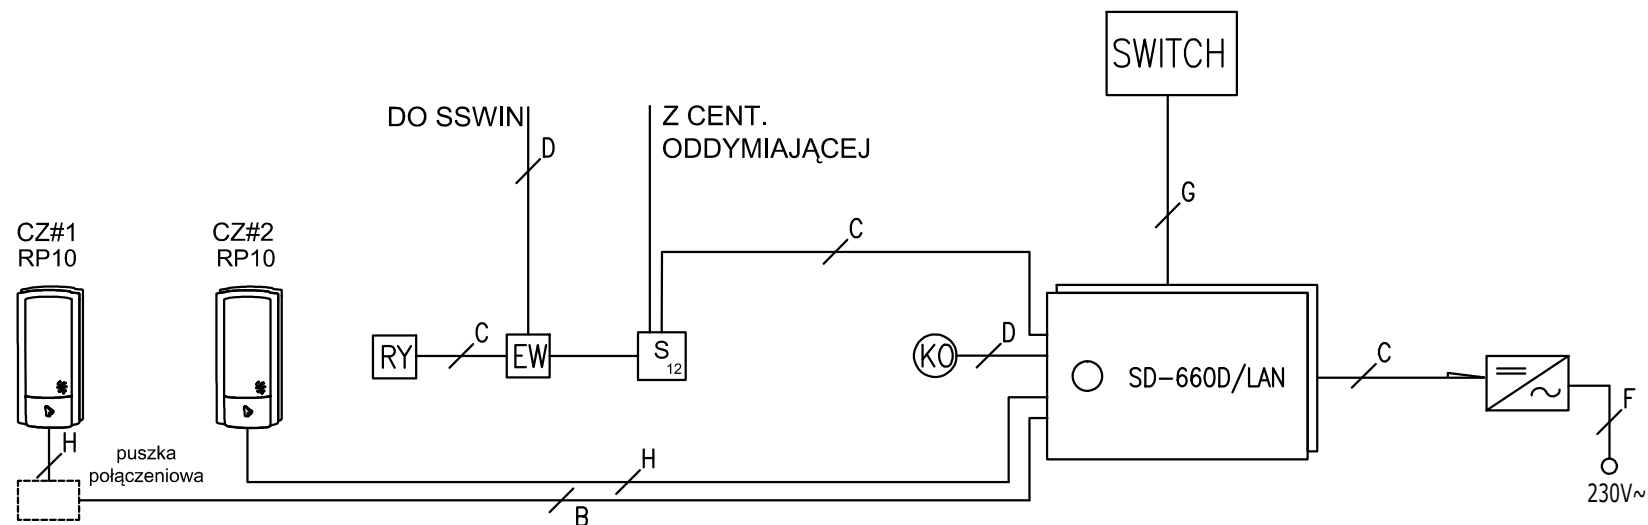 SWITCH
DO SSWIN
Z CENT.
ODDYMIAJĄCEJ
D
G
CZ#1
RP10
CZ#2
RP10
C
RY
C
EW
S
12
KO
D
SD-660D/LAN
C
F
H
puszka
połączeniowa
H
B
230V~